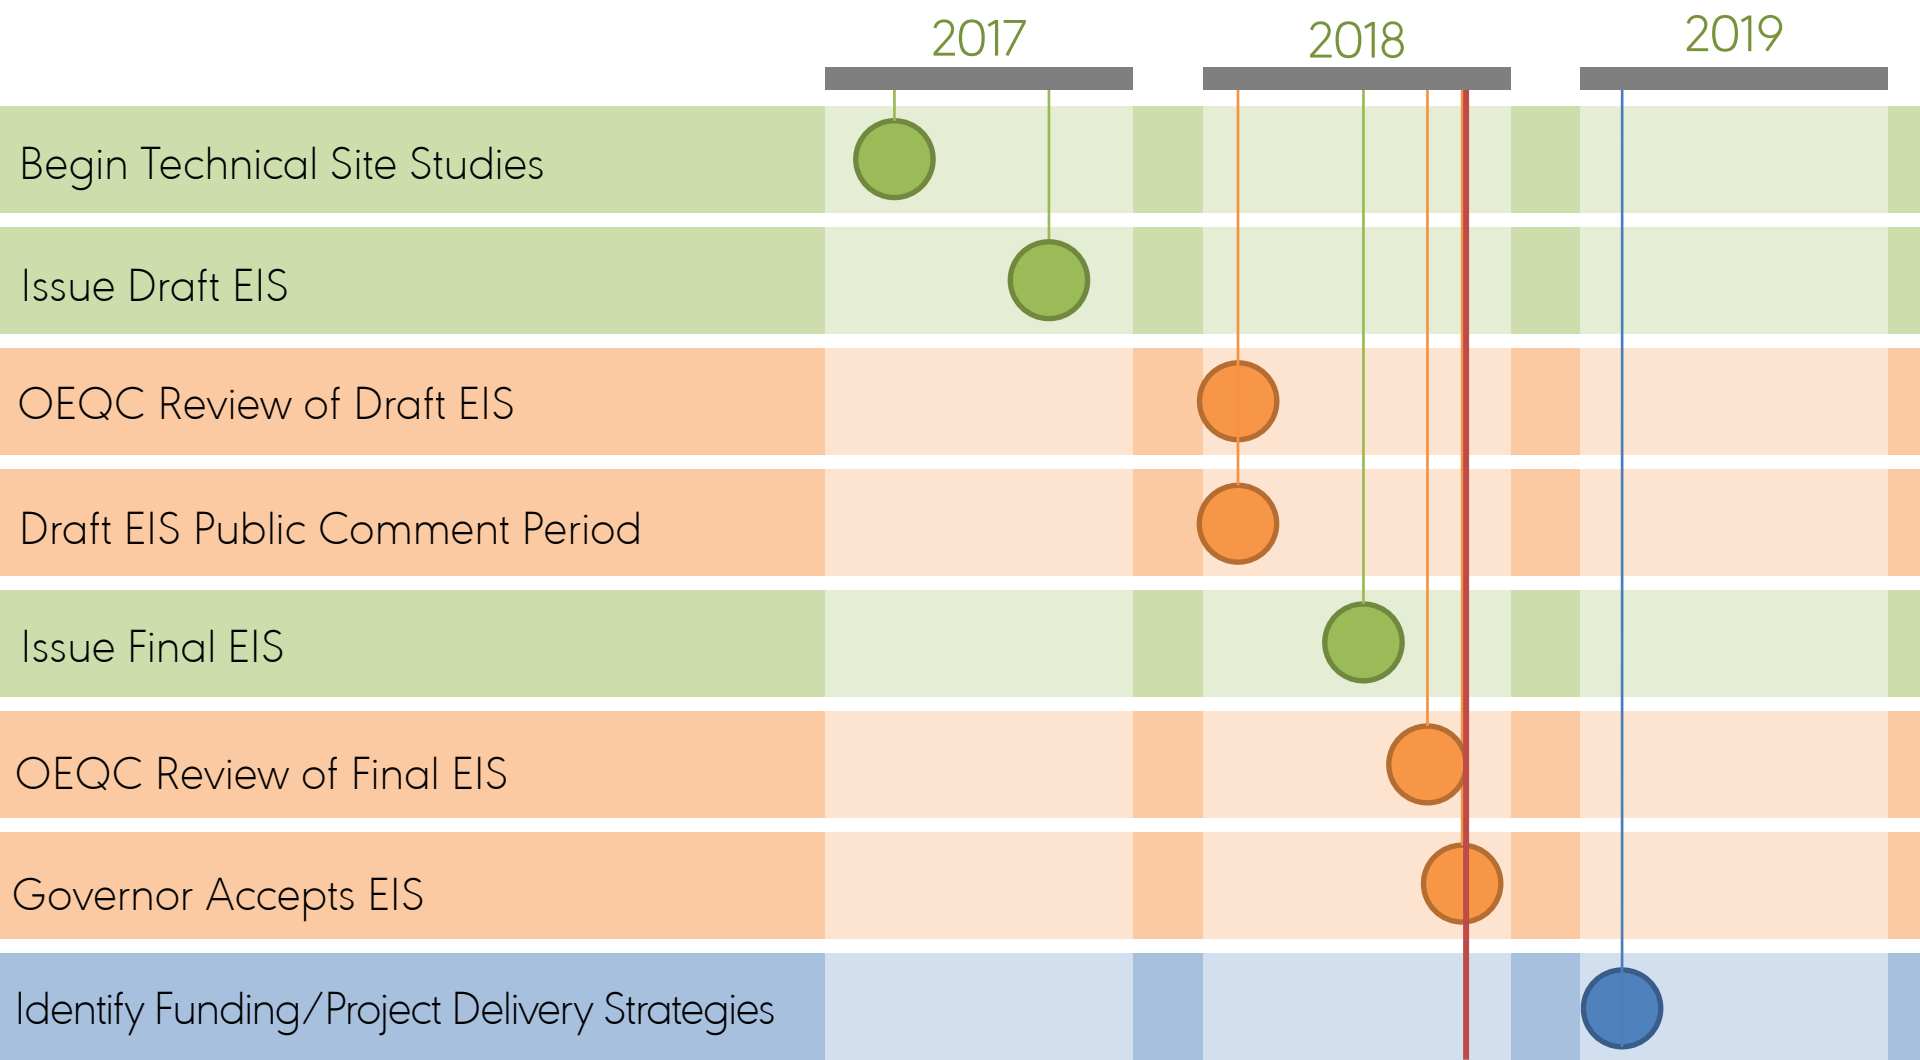 2017 2018 2019
Begin Technical Site Studies
Issue Draft EIS
OEQC Review of Draft EIS
Draft EIS Public Comment Period
Issue Final EIS
OEQC Review of Final EIS
Governor Accepts EIS
Identify Funding/Project Delivery Strategies